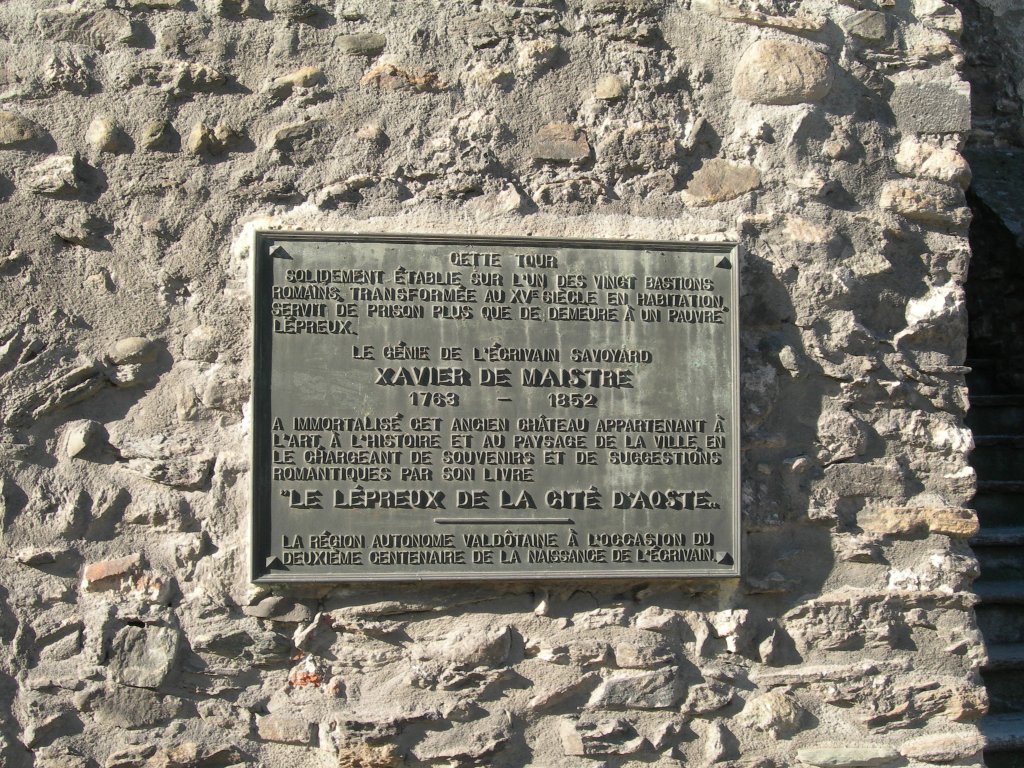 CETTE TOUR
SOLIDEMENT ÉTABLIE SUR L'UN DES VINGT BASTIONS
ROMAINS, TRANSFORMÉE AU XVE SIÈCLE EN HABITATION,
SERVIT DE PRISON PLUS QUE DE DEMEURE À UN PAUVRE
LÉPREUX.
LE GÉNIE DE L'ÉCRIVAIN SAVOYARD
XAVIER DE MAISTRE
1763 — 1852
A IMMORTALISÉ CET ANCIEN CHÂTEAU APPARTENANT À
L'ART, À L'HISTOIRE ET AU PAYSAGE DE LA VILLE, EN
LE CHARGEANT DE SOUVENIRS ET DE SUGGESTIONS
ROMANTIQUES PAR SON LIVRE
"LE LÉPREUX DE LA CITÉ D'AOSTE„
LA RÉGION AUTONOME VALDÔTAINE À L'OCCASION DU
DEUXIÈME CENTENAIRE DE LA NAISSANCE DE L'ÉCRIVAIN.